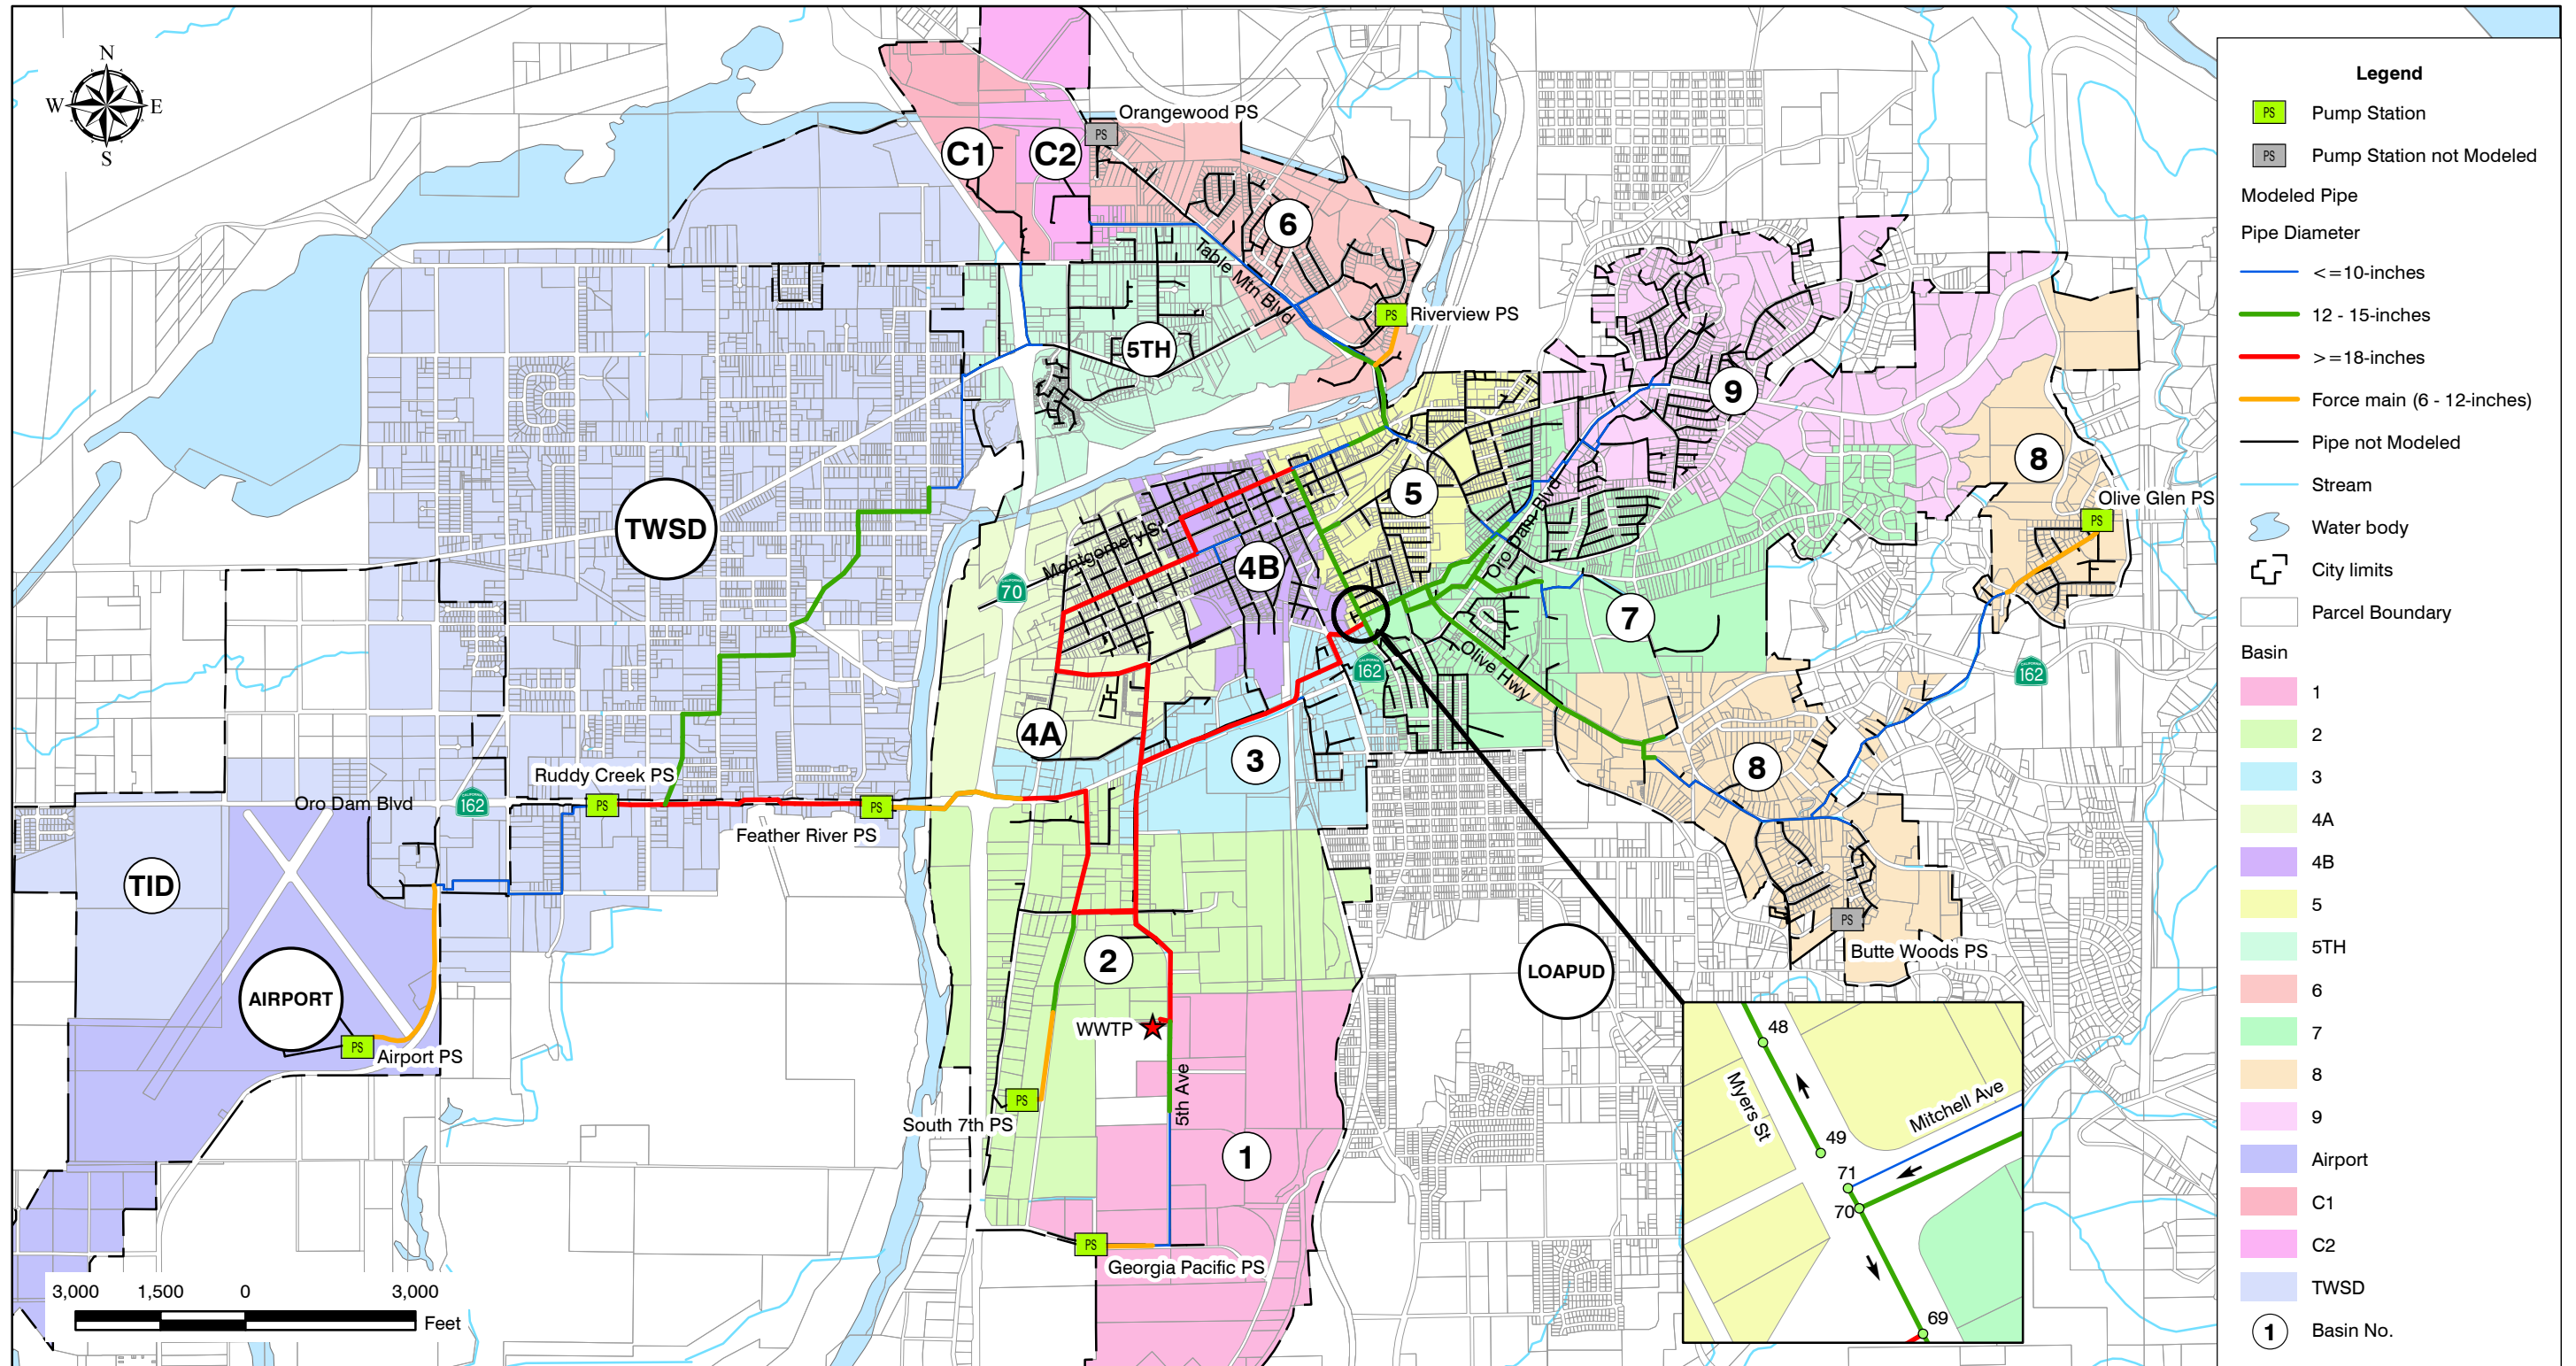 N
W E
S
Orangewood PS
PS
C1
C2
6
Table Mtn Blvd
PS
Riverview PS
5TH
9
8
Olive Glen PS
PS
5
TWSD
Montgomery St
4B
Oro Dam Blvd
CALIFORNIA
70
7
CALIFORNIA
162
Olive Hwy
CALIFORNIA
162
4A
3
8
Ruddy Creek PS
PS
Oro Dam Blvd
CALIFORNIA
162
Feather River PS
PS
TID
PS
Butte Woods PS
2
LOAPUD
AIRPORT
PS
Airport PS
WWTP
5th Ave
PS
South 7th PS
1
PS
Georgia Pacific PS
48
Myers St
Mitchell Ave
49
71
70
69
3,000 1,500 0 3,000
Feet
Legend
PS Pump Station
PS Pump Station not Modeled
Modeled Pipe
Pipe Diameter
<=10-inches
12 - 15-inches
>=18-inches
Force main (6 - 12-inches)
Pipe not Modeled
Stream
Water body
City limits
Parcel Boundary
Basin
1
2
3
4A
4B
5
5TH
6
7
8
9
Airport
C1
C2
TWSD
1 Basin No.